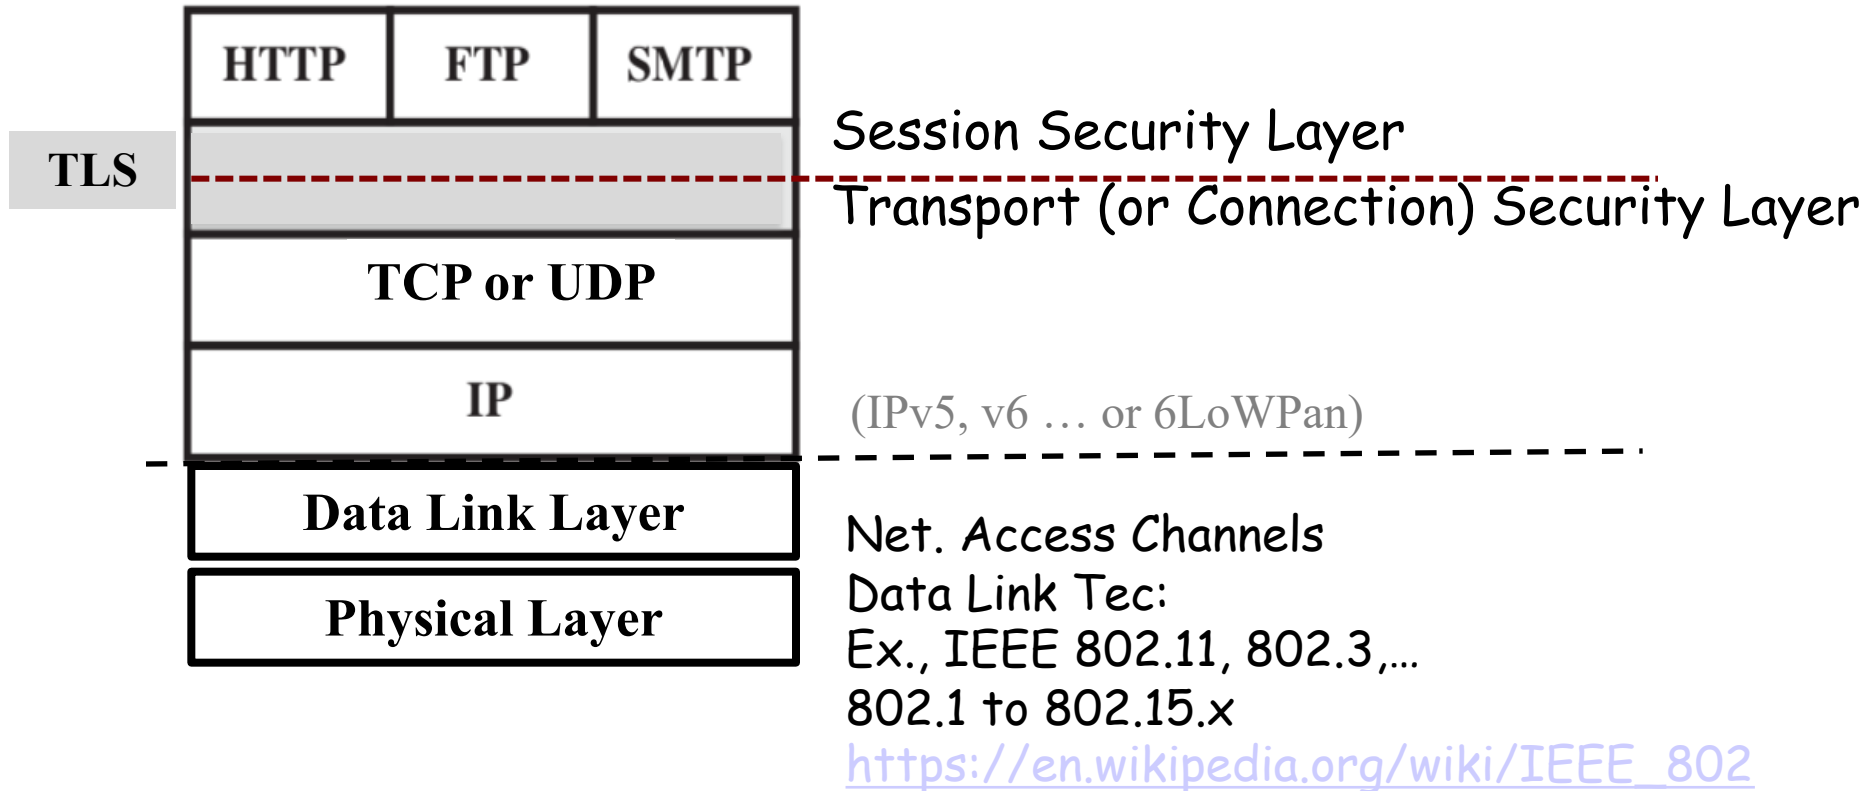 HTTP FTP SMTP
TLS
Session Security Layer
Transport (or Connection) Security Layer
TCP or UDP
IP
(IPv5, v6 … or 6LoWPan)
Data Link Layer
Physical Layer
Net. Access Channels
Data Link Tec:
Ex., IEEE 802.11, 802.3,…
802.1 to 802.15.x
https://en.wikipedia.org/wiki/IEEE_802